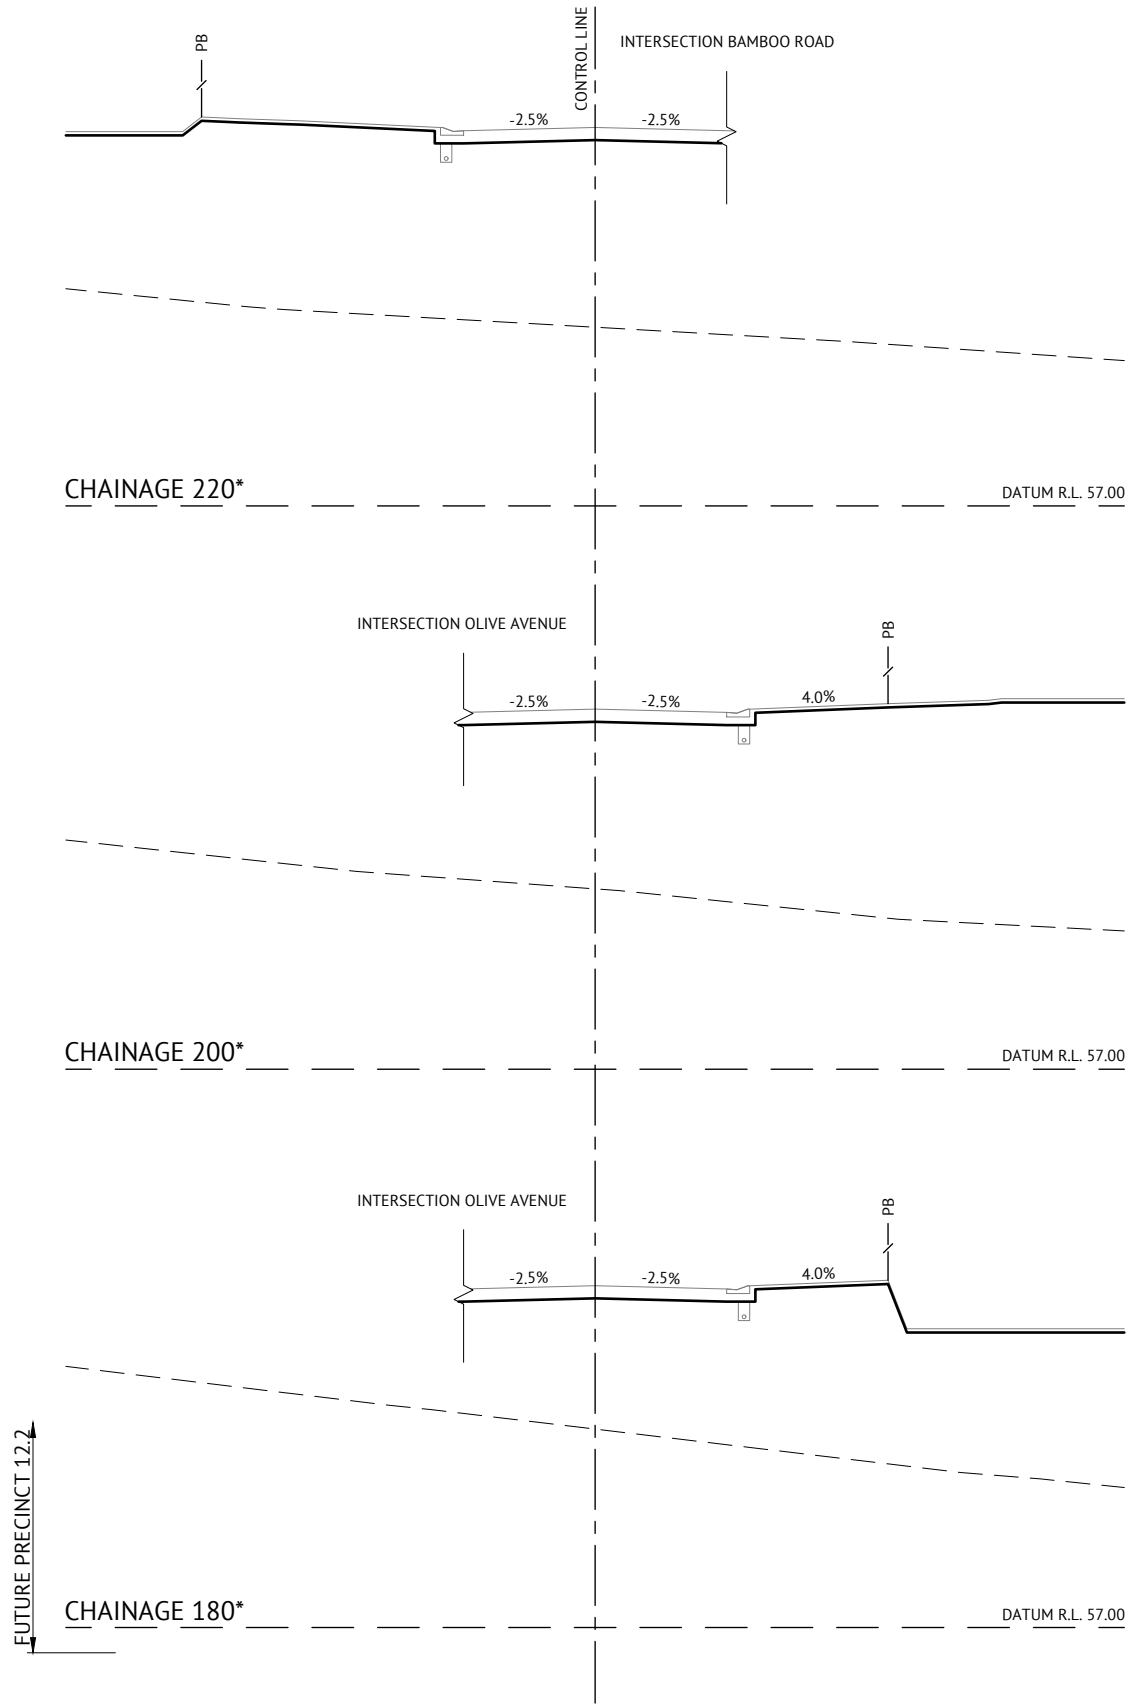 PB
CONTROL LINE
INTERSECTION BAMBOO ROAD
-2.5%
-2.5%
CHAINAGE 220*
DATUM R.L. 57.00
INTERSECTION OLIVE AVENUE
PB
-2.5%
-2.5%
4.0%
CHAINAGE 200*
DATUM R.L. 57.00
INTERSECTION OLIVE AVENUE
PB
-2.5%
-2.5%
4.0%
FUTURE PRECINCT 12.2
CHAINAGE 180*
DATUM R.L. 57.00